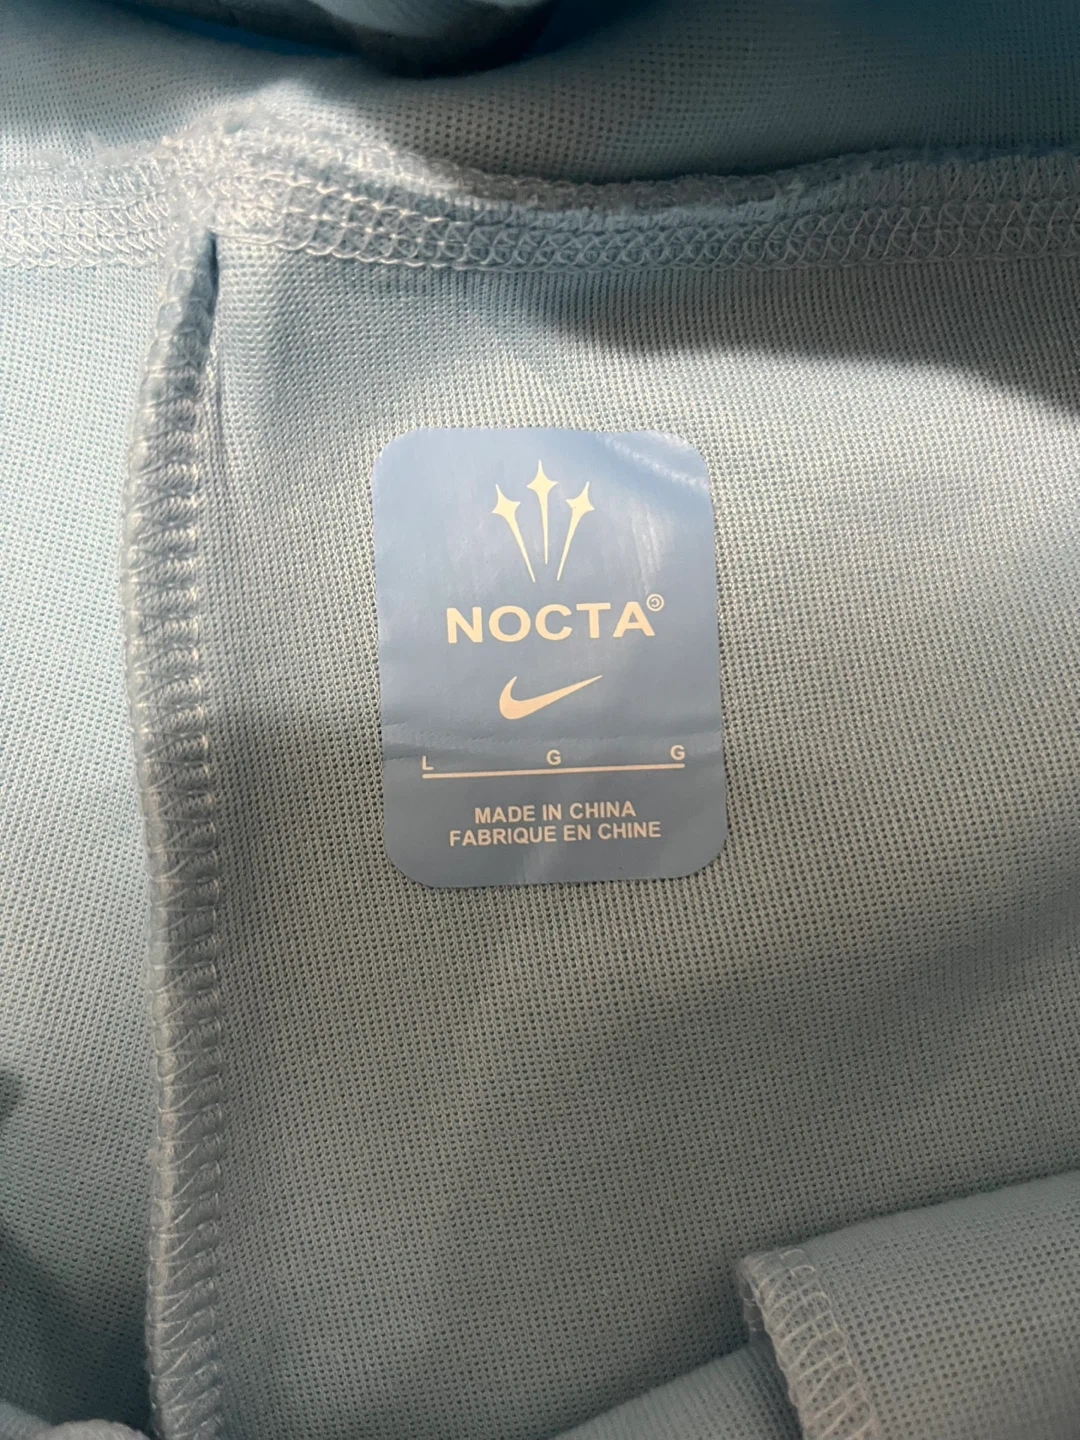 NOCTA©
L G G
MADE IN CHINA
FABRIQUE EN CHINE